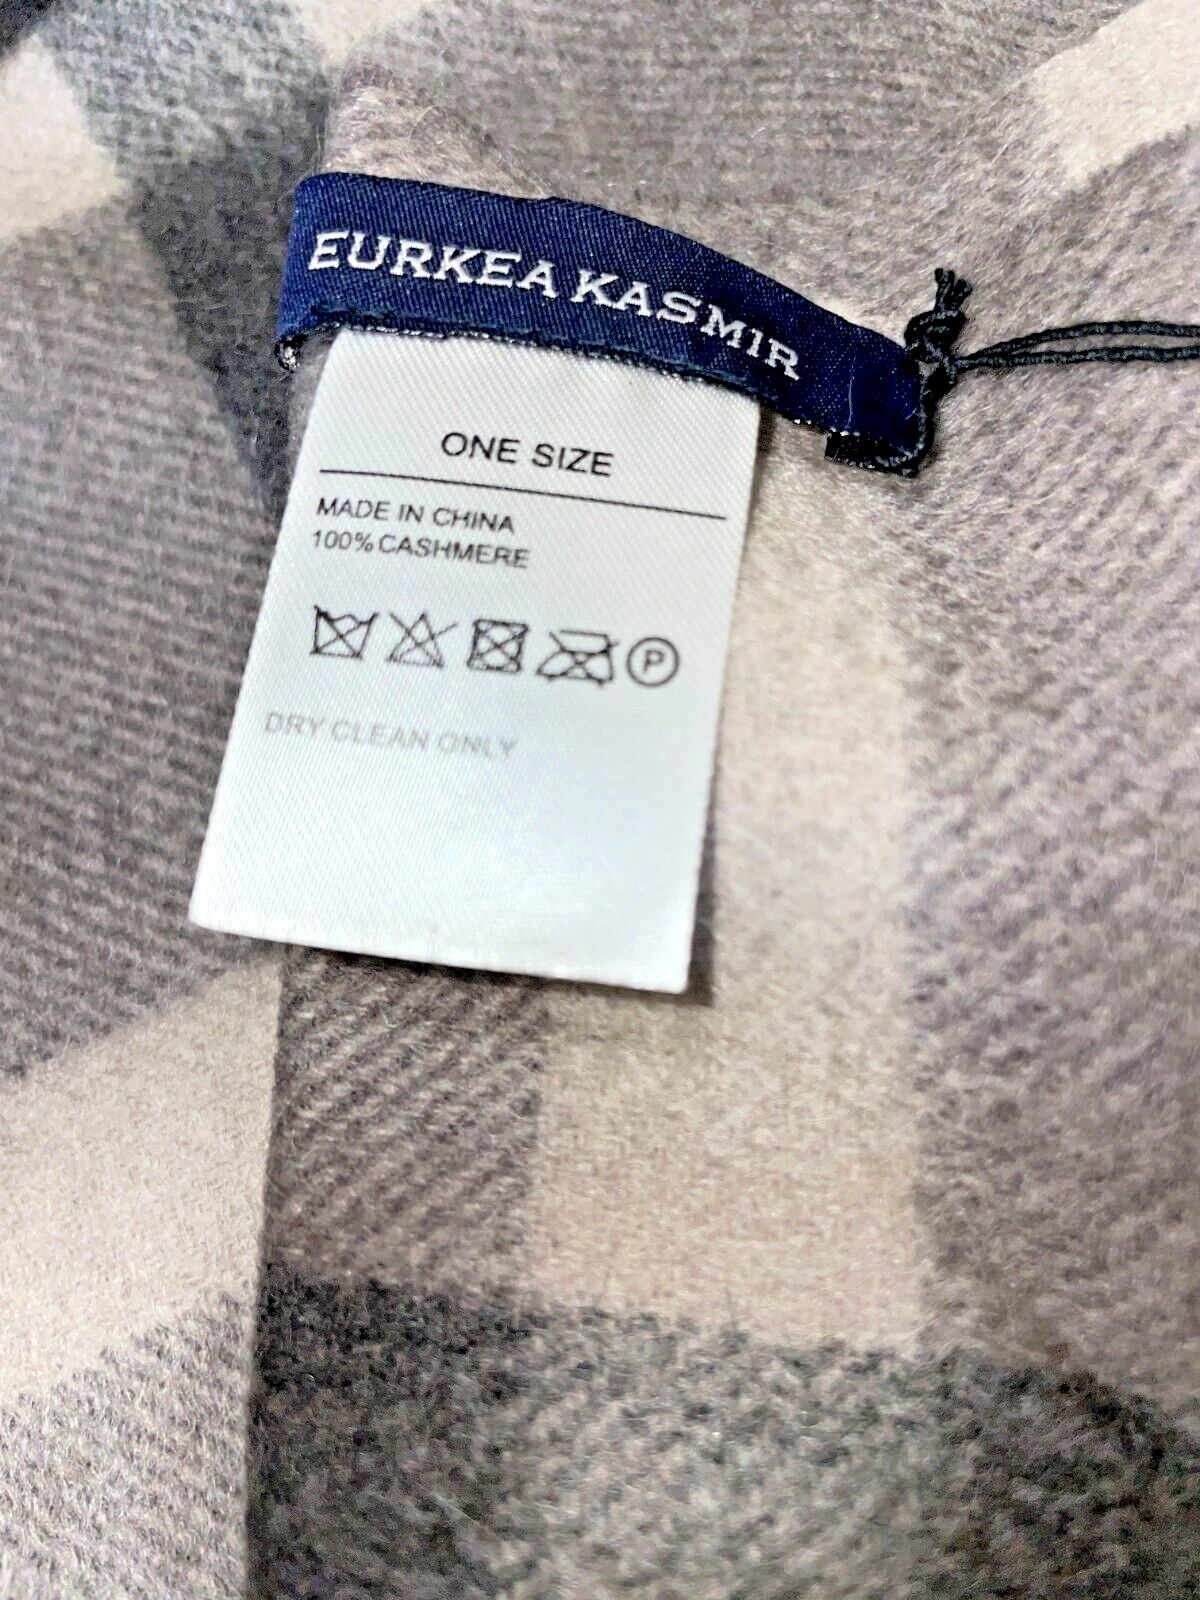 EURKEA KASMIR
ONE SIZE
MADE IN CHINA
100% CASHMERE
P
DRY CLEAN ONLY